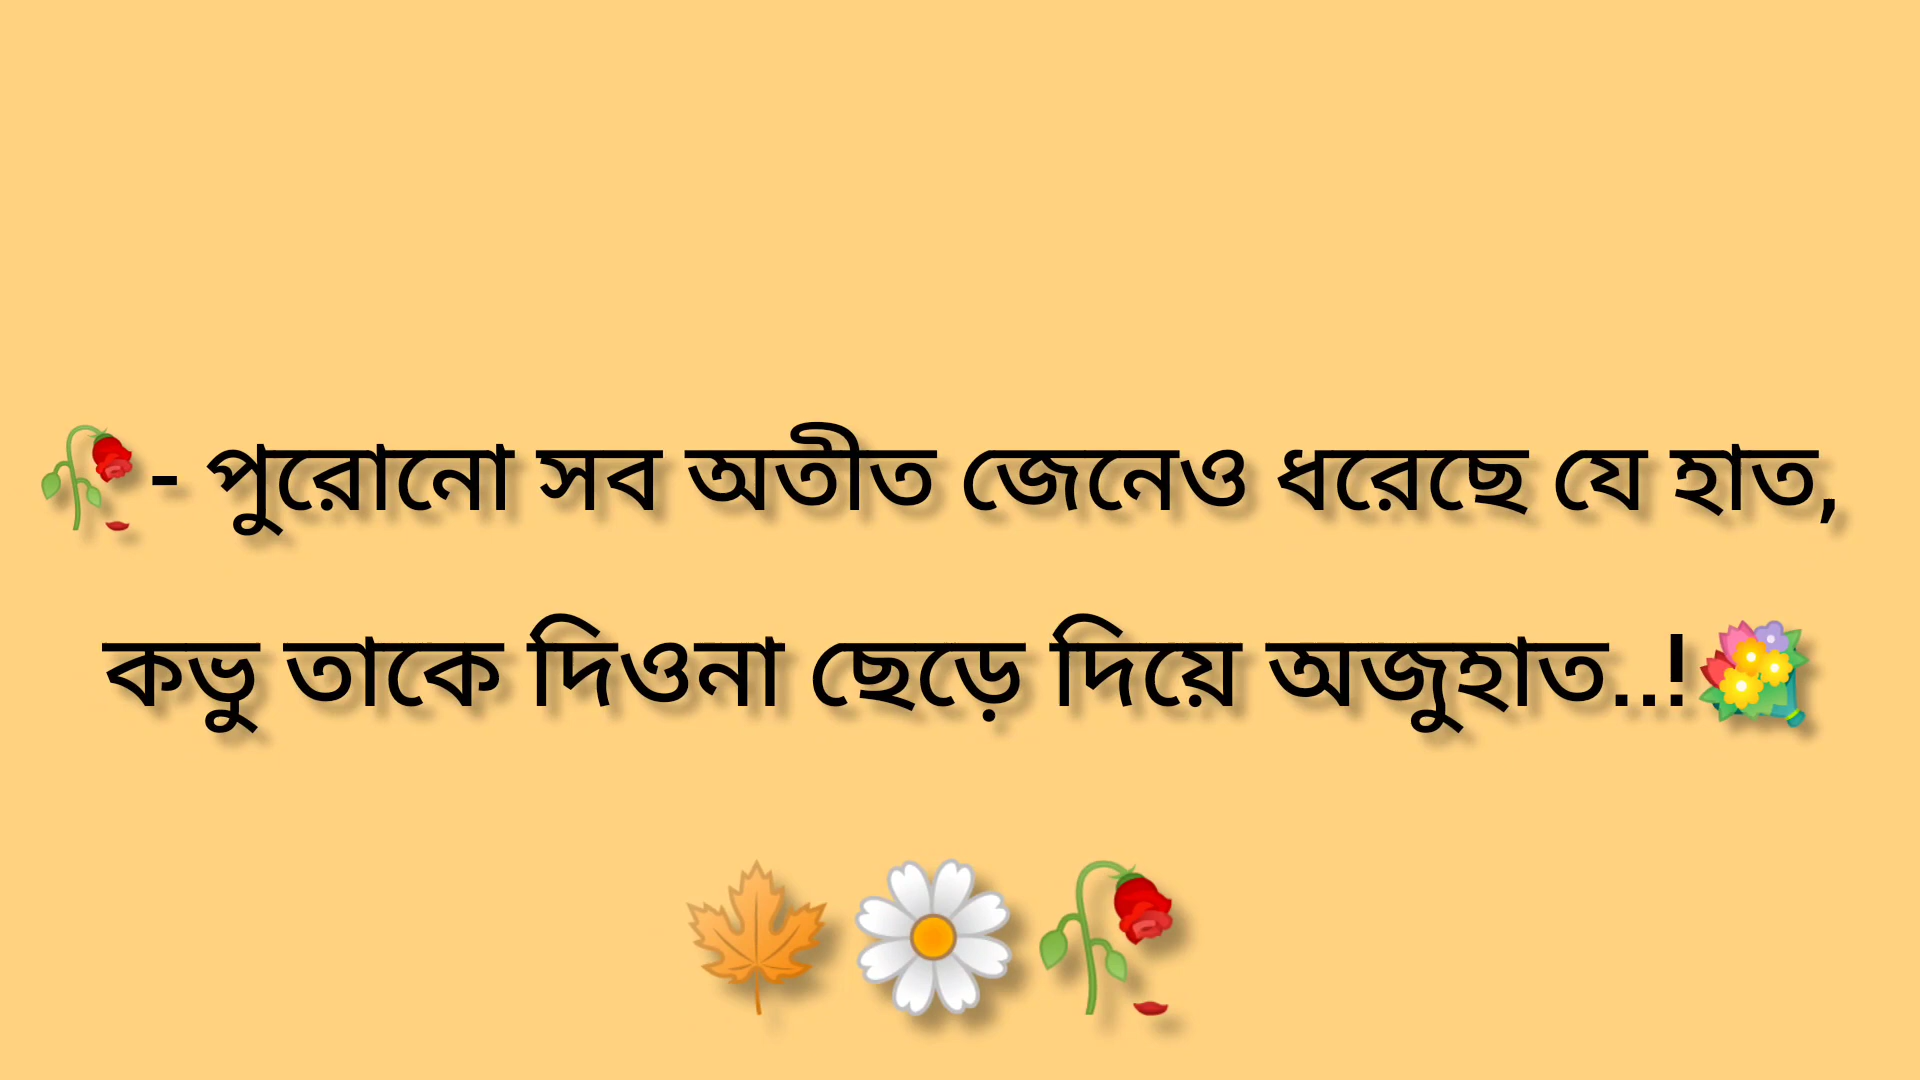 🥀- পুরোনো সব অতীত জেনেও ধরেছে যে হাত,
কভু তাকে দিওনা ছেড়ে দিয়ে অজুহাত..!💐
🍁🌼🥀